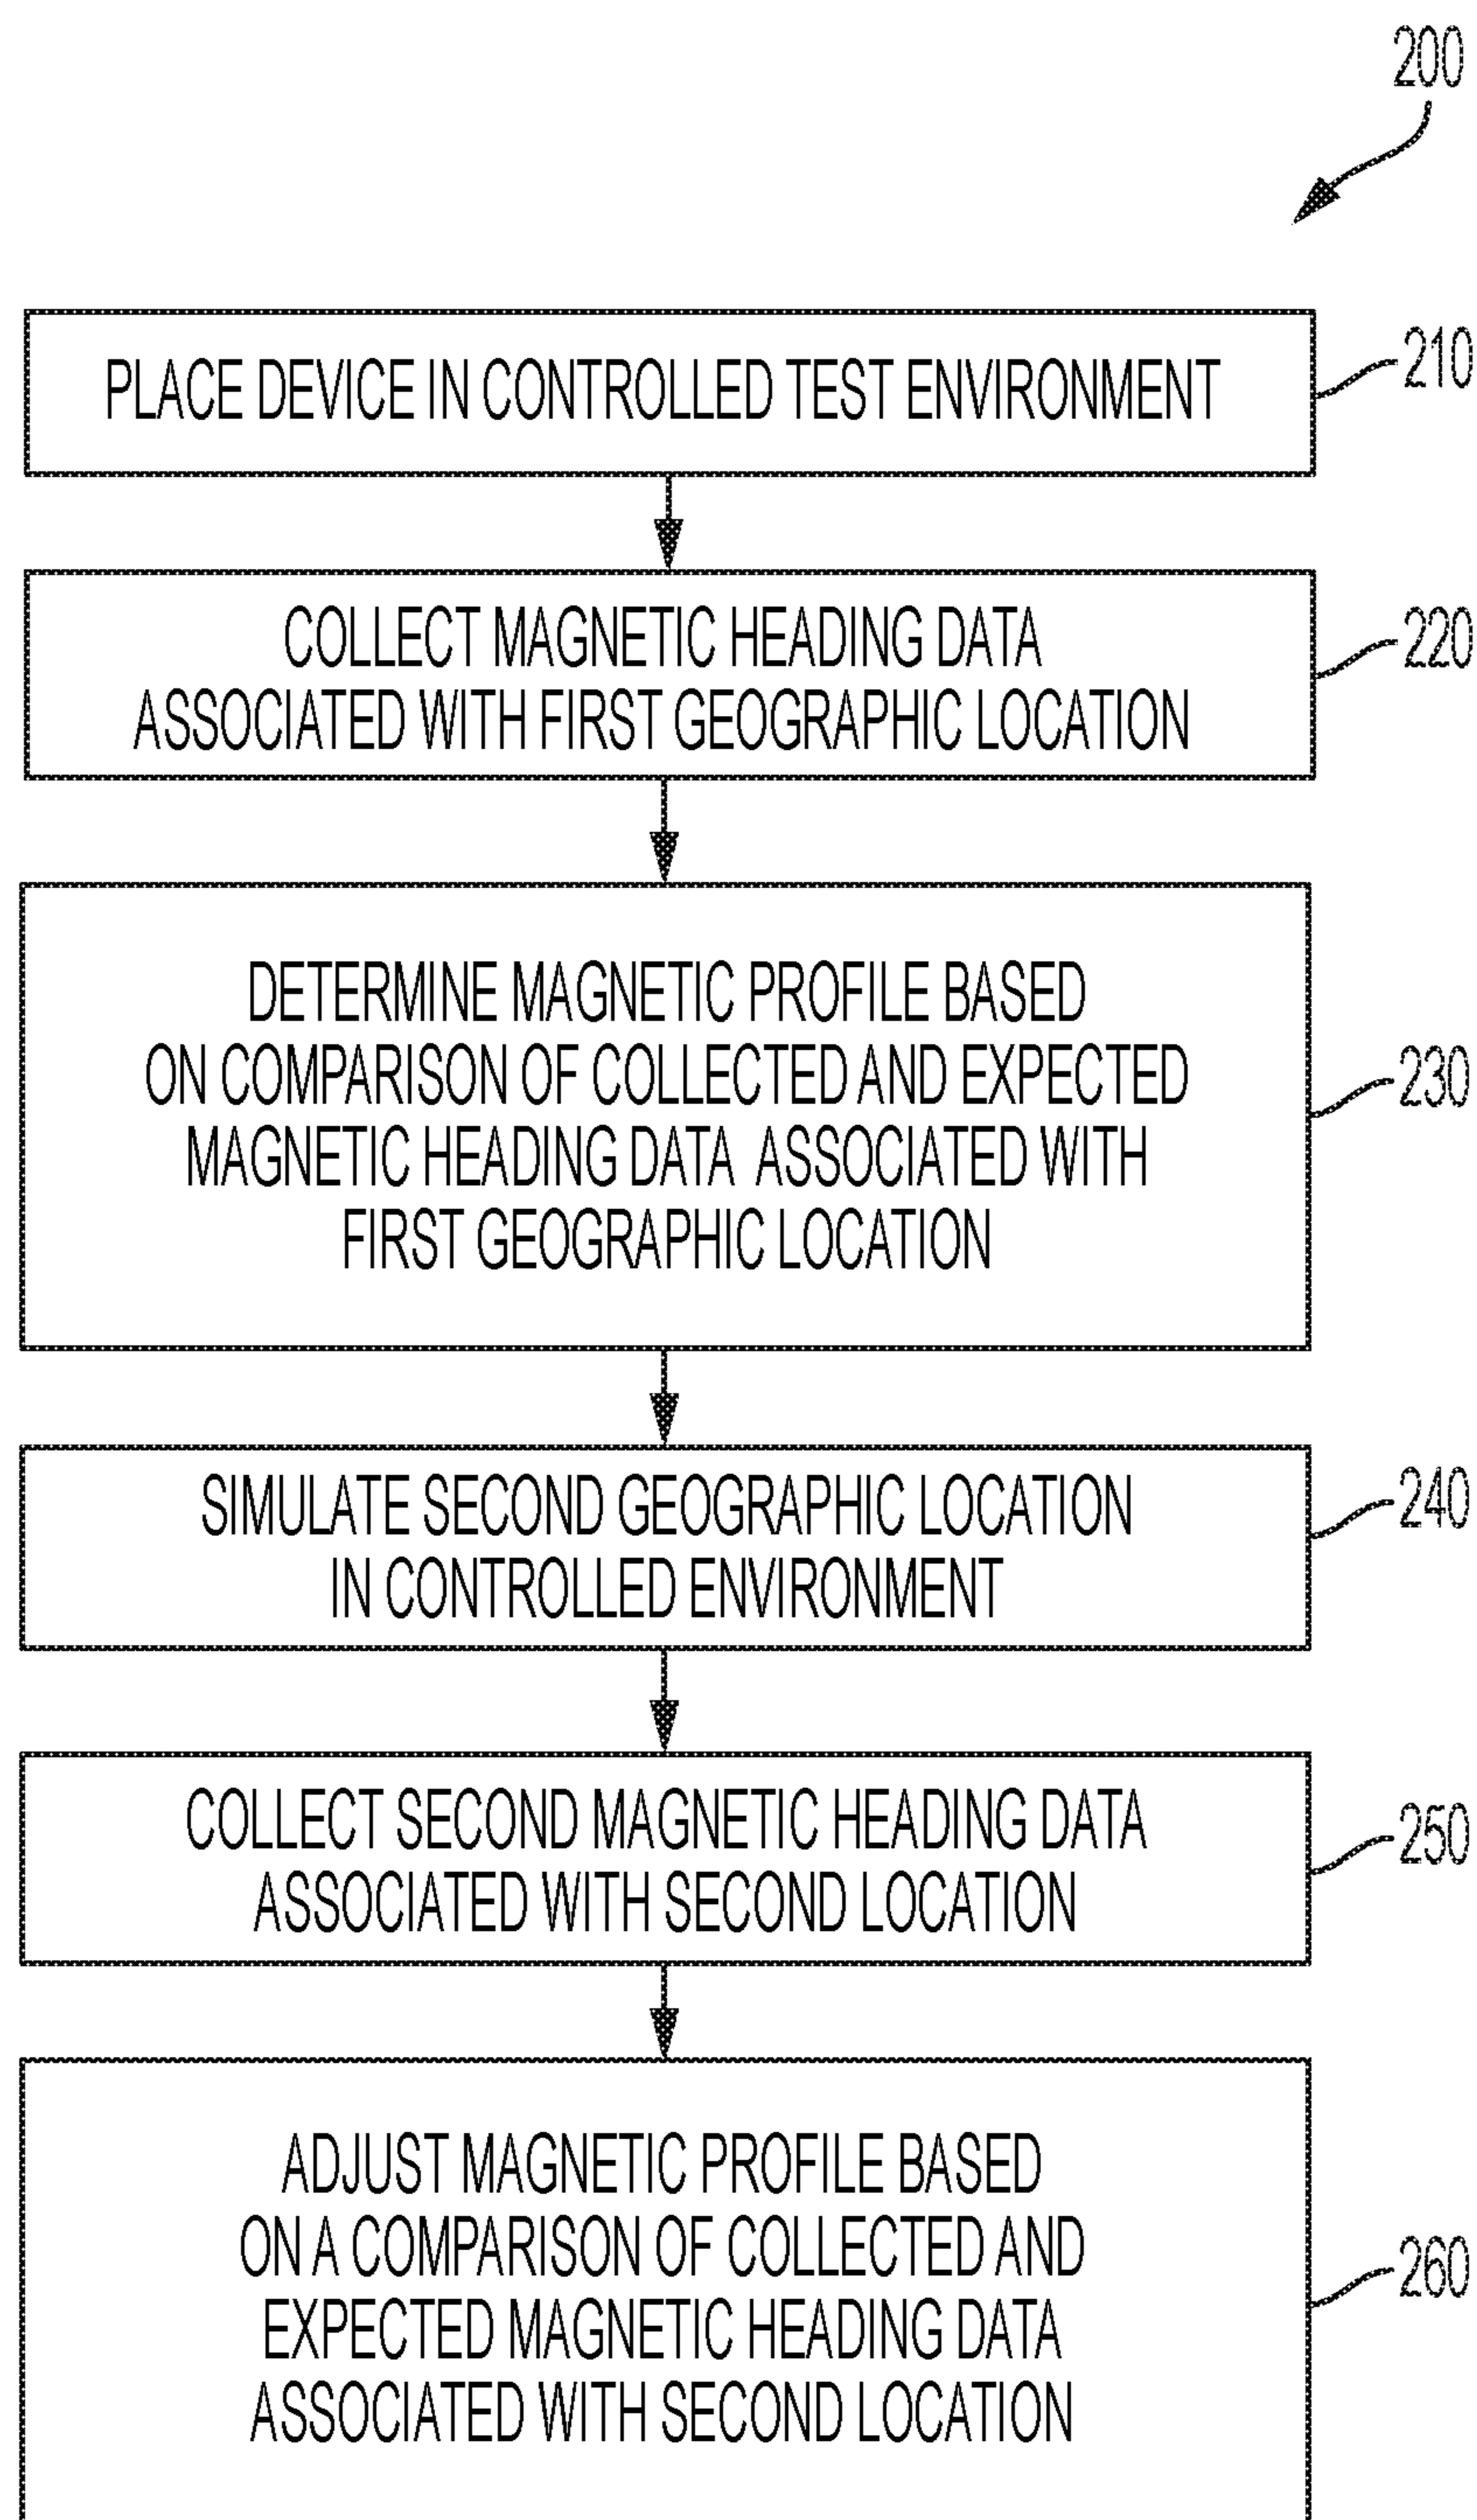 200
PLACE DEVICE IN CONTROLLED TEST ENVIRONMENT
210
COLLECT MAGNETIC HEADING DATA
ASSOCIATED WITH FIRST GEOGRAPHIC LOCATION
220
DETERMINE MAGNETIC PROFILE BASED
ON COMPARISON OF COLLECTED AND EXPECTED
MAGNETIC HEADING DATA ASSOCIATED WITH
FIRST GEOGRAPHIC LOCATION
230
SIMULATE SECOND GEOGRAPHIC LOCATION
IN CONTROLLED ENVIRONMENT
240
COLLECT SECOND MAGNETIC HEADING DATA
ASSOCIATED WITH SECOND LOCATION
250
ADJUST MAGNETIC PROFILE BASED
ON A COMPARISON OF COLLECTED AND
EXPECTED MAGNETIC HEADING DATA
ASSOCIATED WITH SECOND LOCATION
260